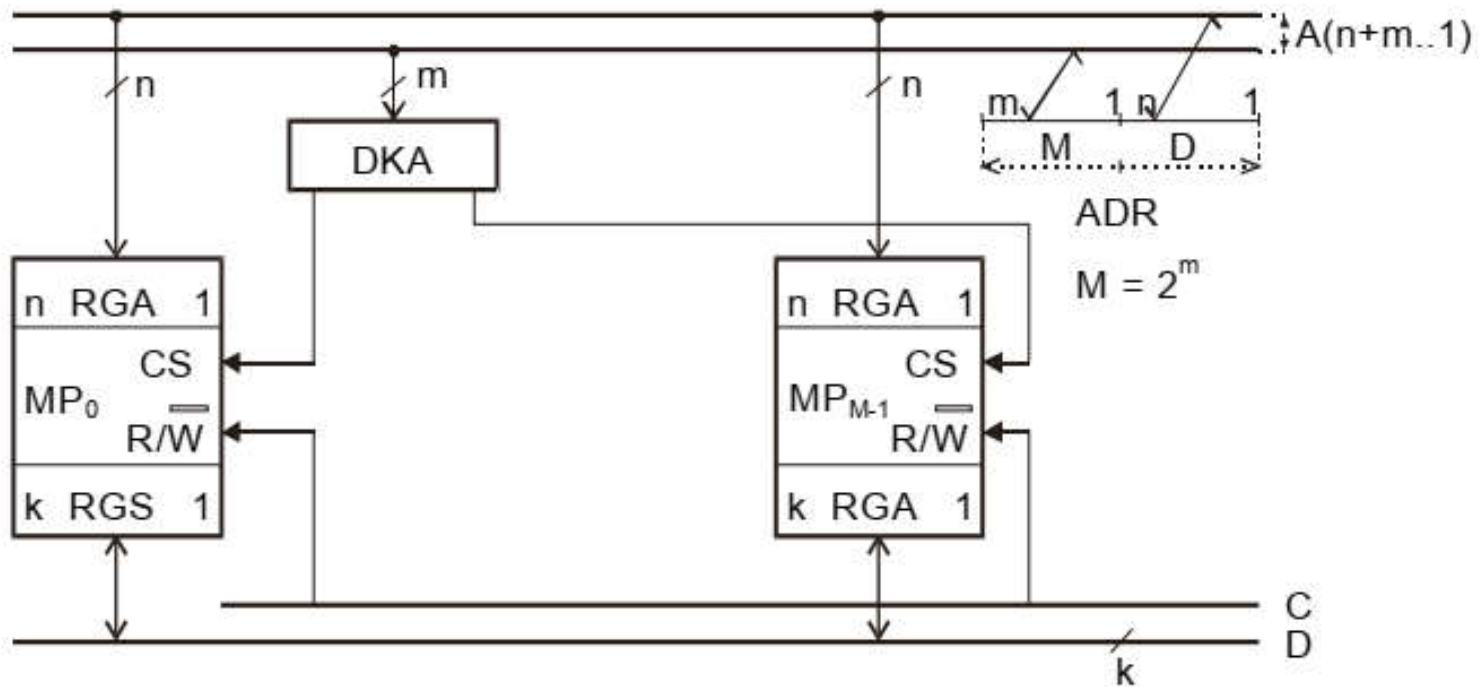 A(n+m..1)
n
m
n
m 1 n 1
DKA
M D
ADR
M = 2^m
n RGA 1
n RGA 1
CS
CS
MP₀
MP_M-1
R/W̅
R/W̅
k RGS 1
k RGA 1
C
D
k